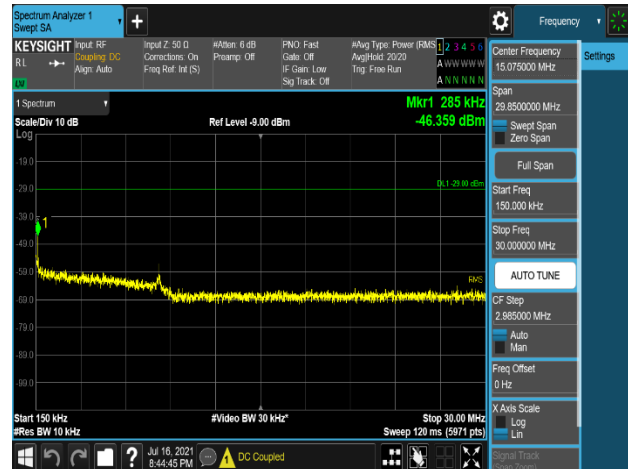 Spectrum Analyzer 1
Swept SA
Frequency
KEYSIGHT
RL
Input: RF
Coupling: DC
Align: Auto
Input Z: 50 Ω
Corrections: On
Freq Ref: Int (S)
#Atten: 6 dB
Preamp: Off
PNO: Fast
Gate: Off
IF Gain: Low
Sig Track: Off
#Avg Type: Power (RMS)
Avg|Hold: 20/20
Trig: Free Run
1 2 3 4 5 6
A W W W W W
A N N N N N
LXI
1 Spectrum
Scale/Div 10 dB
Log
Ref Level -9.00 dBm
Mkr1 285 kHz
-46.359 dBm
-19.0
-29.0
DL1 -29.00 dBm
-39.0
1
-49.0
-59.0
RMS
-69.0
-79.0
-89.0
-99.0
Start 150 kHz
#Res BW 10 kHz
#Video BW 30 kHz*
Stop 30.00 MHz
Sweep 120 ms (5971 pts)
Center Frequency
15.075000 MHz
Settings
Span
29.8500000 MHz
Swept Span
Zero Span
Full Span
Start Freq
150.000 kHz
Stop Freq
30.000000 MHz
AUTO TUNE
CF Step
2.985000 MHz
Auto
Man
Freq Offset
0 Hz
X Axis Scale
Log
Lin
Signal Track
(Span Zoom)
?
Jul 16, 2021
8:44:45 PM
1
DC Coupled